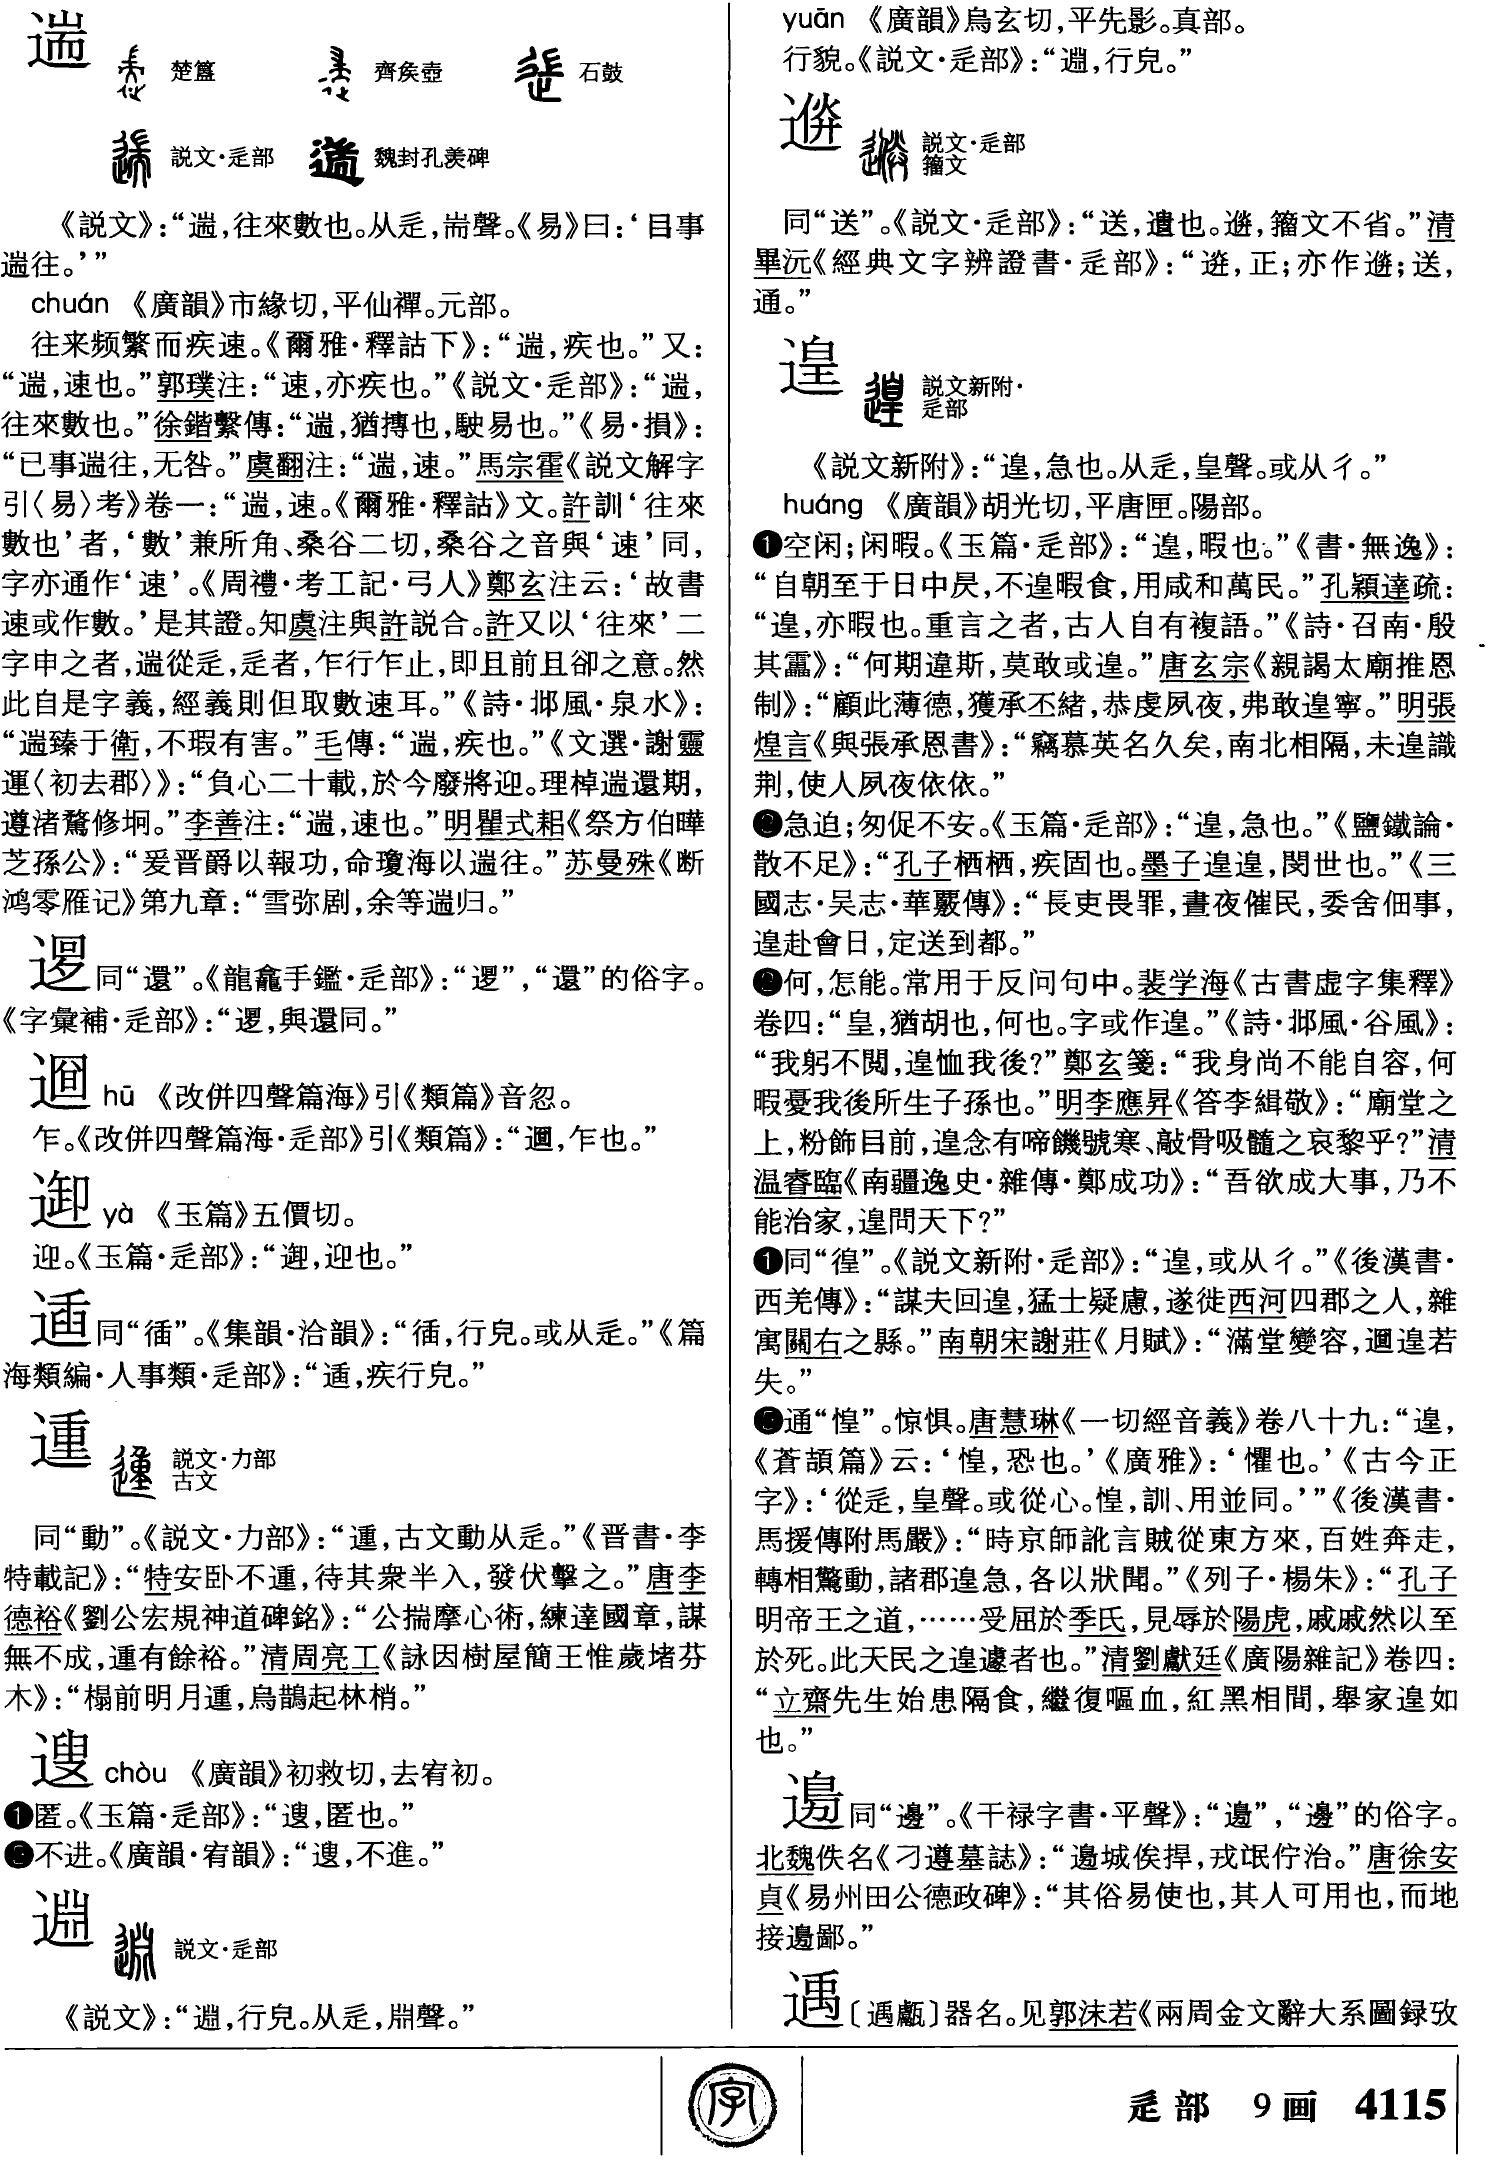 遄
楚簋
齊矦壺
石鼓
説文·辵部
魏封孔羨碑
《説文》：“遄，往來數也。从辵，耑聲。《易》曰：‘㠯事
遄往。’”
chuán 《廣韻》市緣切，平仙禪。元部。
往来频繁而疾速。《爾雅·釋詁下》：“遄，疾也。”又：
“遄，速也。”郭璞注：“速，亦疾也。”《説文·辵部》：“遄，
往來數也。”徐鍇繫傳：“遄，猶摶也，駛易也。”《易·損》：
“已事遄往，无咎。”虞翻注：“遄，速。”馬宗霍《説文解字
引〈易〉考》卷一：“遄，速。《爾雅·釋詁》文。許訓‘往來
數也’者，‘數’兼所角、桑谷二切，桑谷之音與‘速’同，
字亦通作‘速’。《周禮·考工記·弓人》鄭玄注云：‘故書
速或作數。’是其證。知虞注與許説合。許又以‘往來’二
字申之者，遄從辵，辵者，乍行乍止，即且前且卻之意。然
此自是字義，經義則但取數速耳。”《詩·邶風·泉水》：
“遄臻于衛，不瑕有害。”毛傳：“遄，疾也。”《文選·謝靈
運〈初去郡〉》：“負心二十載，於今廢將迎。理棹遄還期，
遵渚騖修坰。”李善注：“遄，速也。”明瞿式耜《祭方伯曄
芝孫公》：“爰晋爵以報功，命瓊海以遄往。”苏曼殊《断
鸿零雁记》第九章：“雪弥剧，余等遄归。”
同“還”。《龍龕手鑑·辵部》：“”，“還”的俗字。
《字彙補·辵部》：“，與還同。”
hū 《改併四聲篇海》引《類篇》音忽。
乍。《改併四聲篇海·辵部》引《類篇》：“，乍也。”
yà 《玉篇》五價切。
迎。《玉篇·辵部》：“，迎也。”
同“”。《集韻·洽韻》：“，行皃。或从辵。”《篇
海類編·人事類·辵部》：“，疾行皃。”
𨔝
説文·力部
古文
同“動”。《説文·力部》：“𨔝，古文動从辵。”《晋書·李
特載記》：“特安卧不𨔝，待其衆半入，發伏擊之。”唐李
德裕《劉公宏規神道碑銘》：“公揣摩心術，練達國章，謀
無不成，𨔝有餘裕。”清周亮工《詠因樹屋簡王惟歲堵芬
木》：“榻前明月𨔝，烏鵲起林梢。”
chòu 《廣韻》初救切，去宥初。
❶匿。《玉篇·辵部》：“，匿也。”
❷不进。《廣韻·宥韻》：“，不進。”
説文·辵部
《説文》：“，行皃。从辵，𣶒聲。”
yuān 《廣韻》烏玄切，平先影。真部。
行貌。《説文·辵部》：“，行皃。”
説文·辵部
籀文
同“送”。《説文·辵部》：“送，遣也。，籀文不省。”清
畢沅《經典文字辨證書·辵部》：“，正；亦作；送，
通。”
遑
説文新附·
辵部
《説文新附》：“遑，急也。从辵，皇聲。或从彳。”
huáng 《廣韻》胡光切，平唐匣。陽部。
❶空闲；闲暇。《玉篇·辵部》：“遑，暇也。”《書·無逸》：
“自朝至于日中昃，不遑暇食，用咸和萬民。”孔穎達疏：
“遑，亦暇也。重言之者，古人自有複語。”《詩·召南·殷
其靁》：“何期違斯，莫敢或遑。”唐玄宗《親謁太廟推恩
制》：“顧此薄德，獲承丕緒，恭虔夙夜，弗敢遑寧。”明張
煌言《與張承恩書》：“竊慕英名久矣，南北相隔，未遑識
荆，使人夙夜依依。”
❷急迫；匆促不安。《玉篇·辵部》：“遑，急也。”《鹽鐵論·
散不足》：“孔子栖栖，疾固也。墨子遑遑，閔世也。”《三
國志·吴志·華覈傳》：“長吏畏罪，晝夜催民，委舍佃事，
遑赴會日，定送到都。”
❸何，怎能。常用于反问句中。裴学海《古書虚字集釋》
卷四：“皇，猶胡也，何也。字或作遑。”《詩·邶風·谷風》：
“我躬不閲，遑恤我後？”鄭玄箋：“我身尚不能自容，何
暇憂我後所生子孫也。”明李應昇《答李緝敬》：“廟堂之
上，粉飾目前，遑念有啼饑號寒、敲骨吸髓之哀黎乎？”清
温睿臨《南疆逸史·雜傳·鄭成功》：“吾欲成大事，乃不
能治家，遑問天下？”
❹同“徨”。《説文新附·辵部》：“遑，或从彳。”《後漢書·
西羌傳》：“謀夫回遑，猛士疑慮，遂徙西河四郡之人，雜
寓關右之縣。”南朝宋謝莊《月賦》：“滿堂變容，迴遑若
失。”
❺通“惶”。惊惧。唐慧琳《一切經音義》卷八十九：“遑，
《蒼頡篇》云：‘惶，恐也。’《廣雅》：‘懼也。’《古今正
字》：‘從辵，皇聲。或從心。惶，訓、用並同。’”《後漢書·
馬援傳附馬嚴》：“時京師訛言賊從東方來，百姓奔走，
轉相驚動，諸郡遑急，各以狀聞。”《列子·楊朱》：“孔子
明帝王之道，……受屈於季氏，見辱於陽虎，戚戚然以至
於死。此天民之遑遽者也。”清劉獻廷《廣陽雜記》卷四：
“立齋先生始患隔食，繼復嘔血，紅黑相間，舉家遑如
也。”
同“邊”。《干禄字書·平聲》：“”，“邊”的俗字。
北魏佚名《刁遵墓誌》：“城俟捍，戎氓佇治。”唐徐安
貞《易州田公德政碑》：“其俗易使也，其人可用也，而地
接鄙。”
〔〕器名。见郭沫若《兩周金文辭大系圖録攷
字
辵部 9画 4115